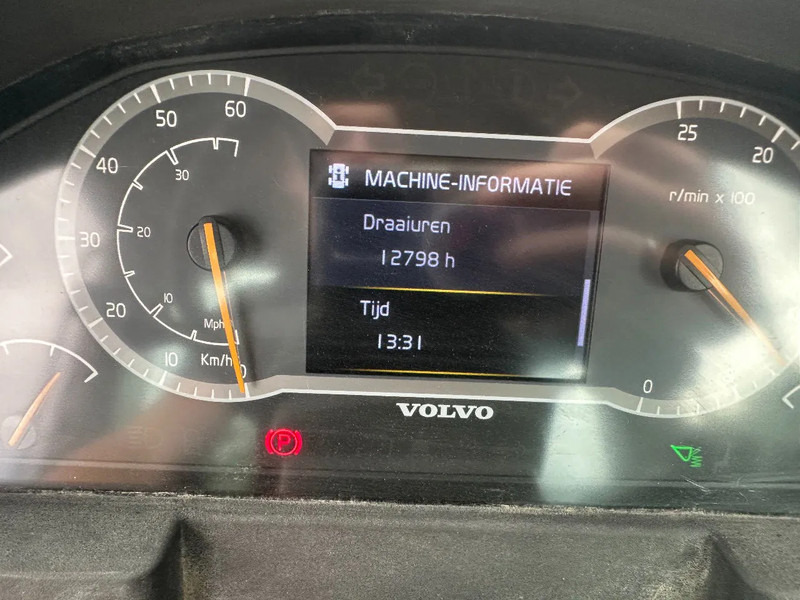 MACHINE-INFORMATIE
Draaiuren
12798 h
Tijd
13:31
60
50
40
30
20
10
0
30
20
10
Mph
Km/h
25
20
r/min x 100
0
VOLVO
P